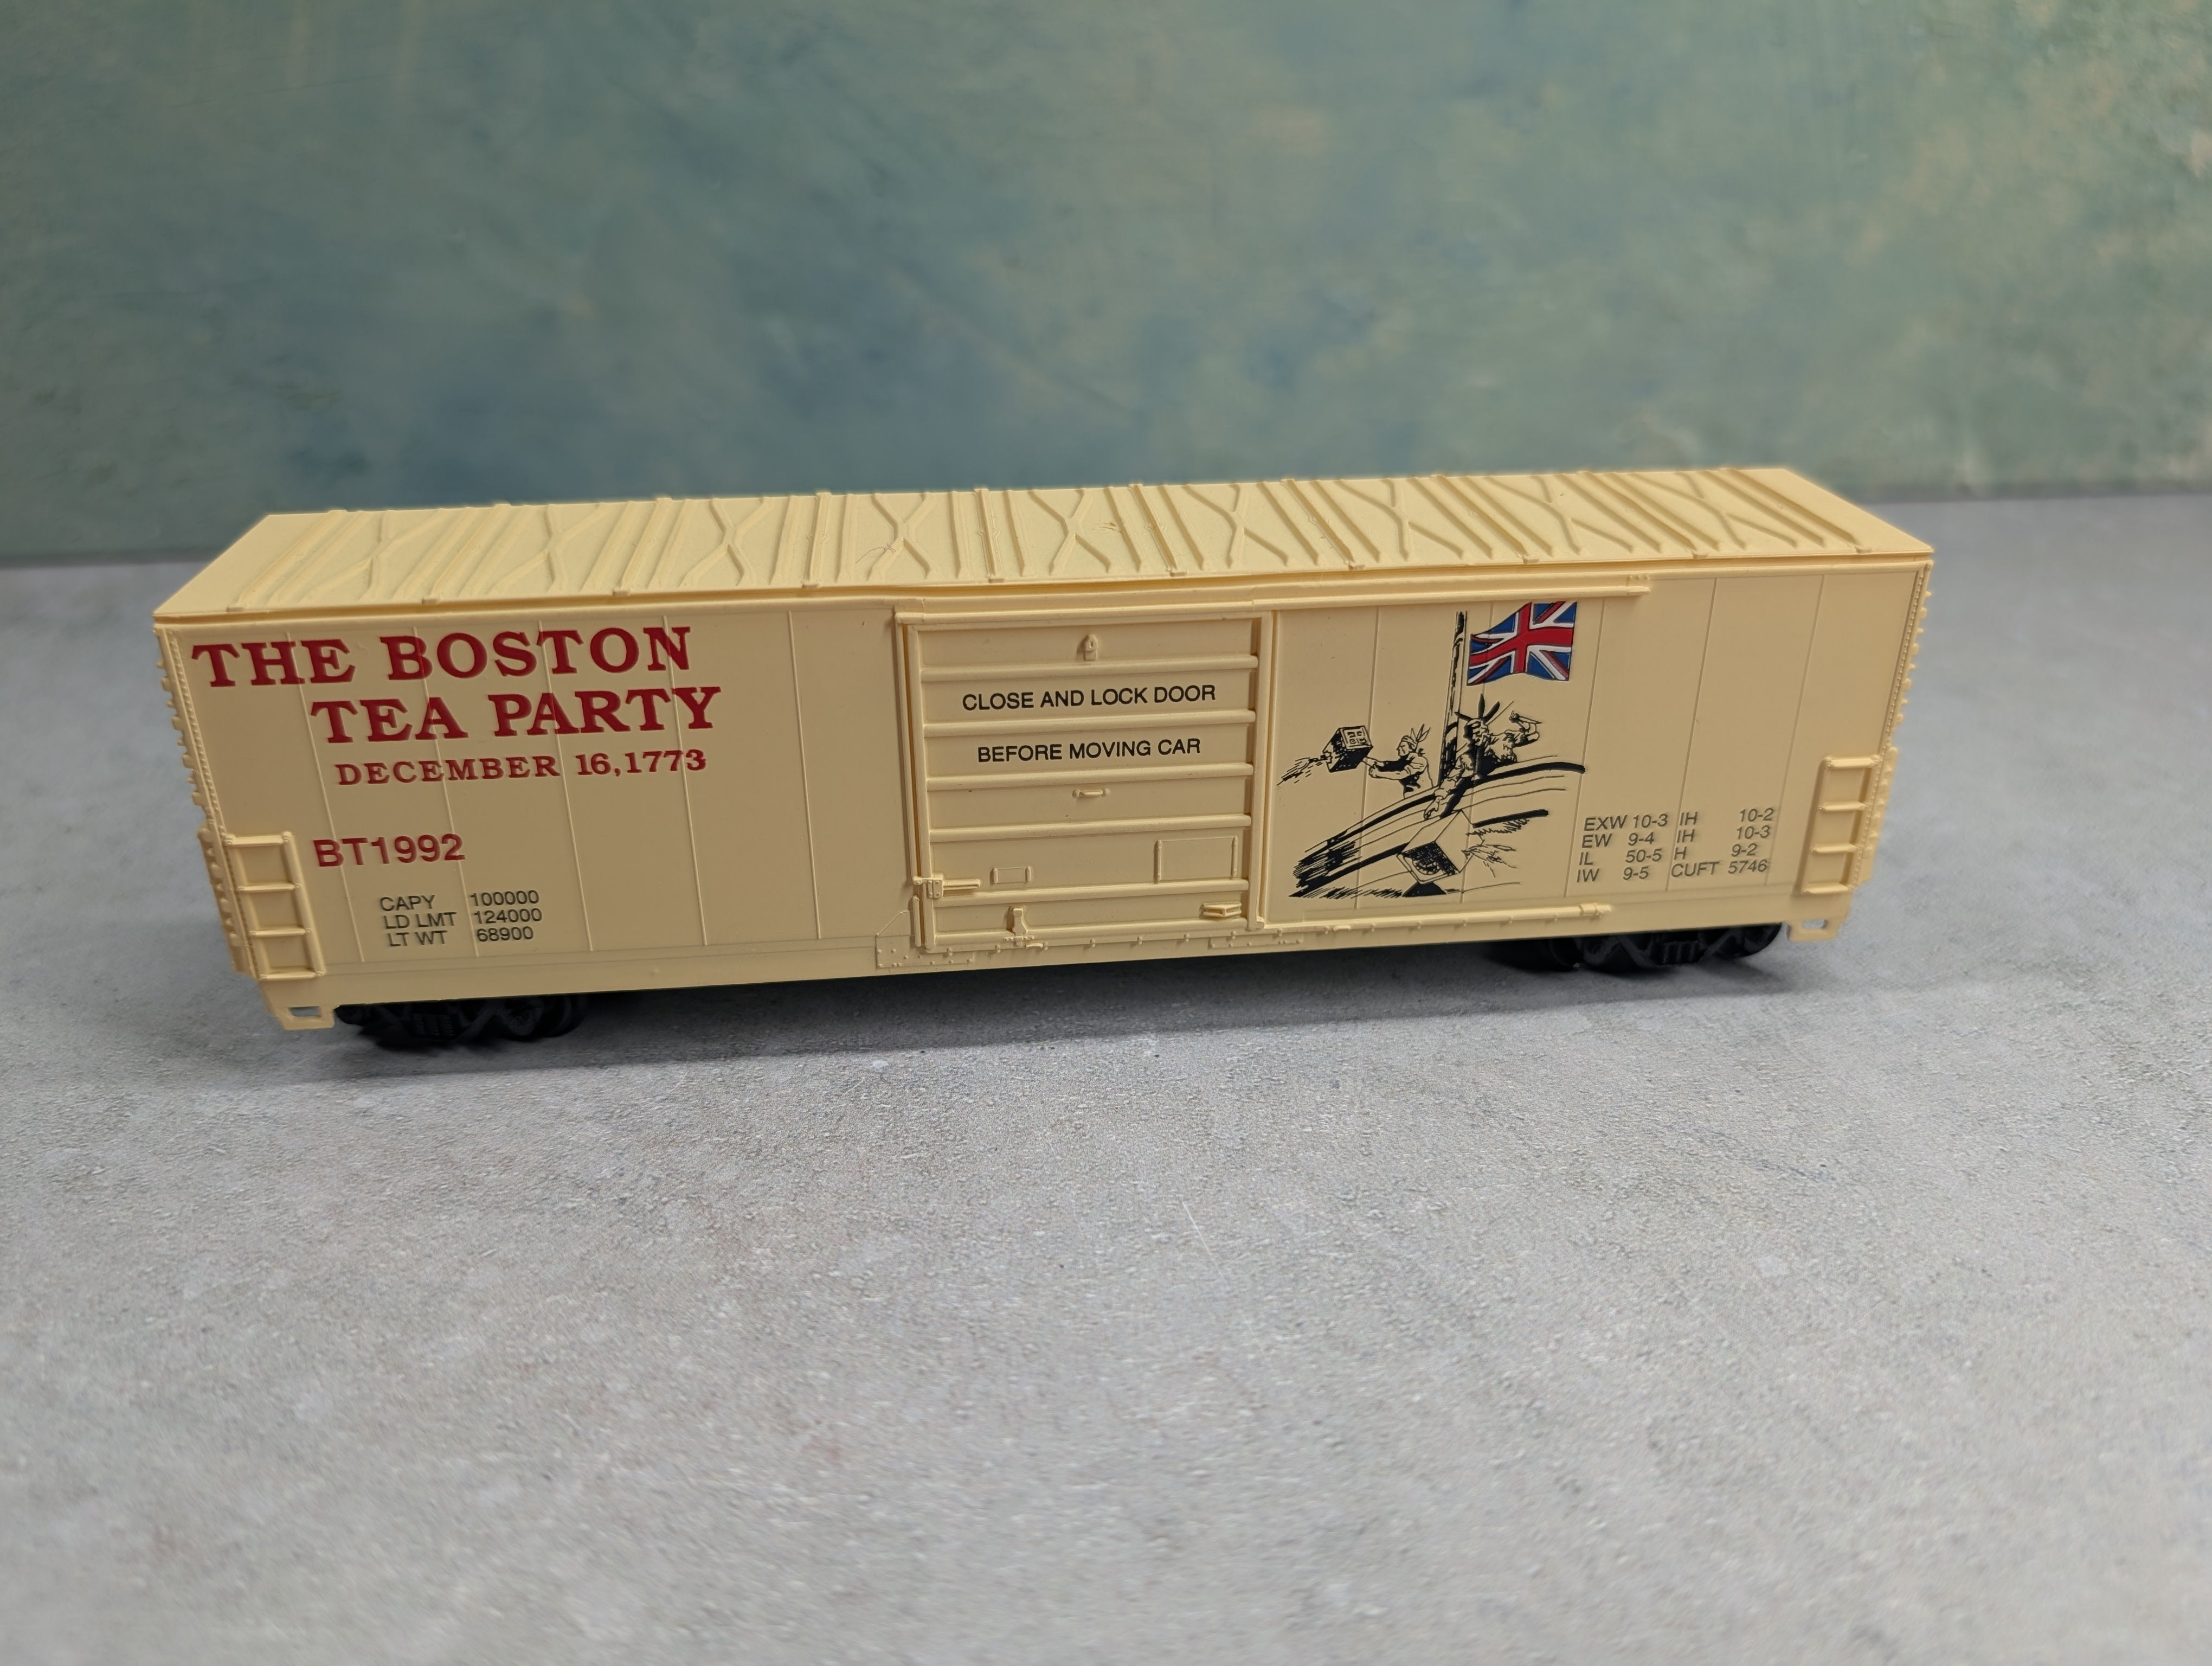 THE BOSTON
TEA PARTY
DECEMBER 16,1773
BT1992
CAPY 100000
LD LMT 124000
LT WT 68900
CLOSE AND LOCK DOOR
BEFORE MOVING CAR
EXW 10-3 IH 10-2
EW 9-4 IH 10-3
IL 50-5 H 9-2
IW 9-5 CUFT 5746